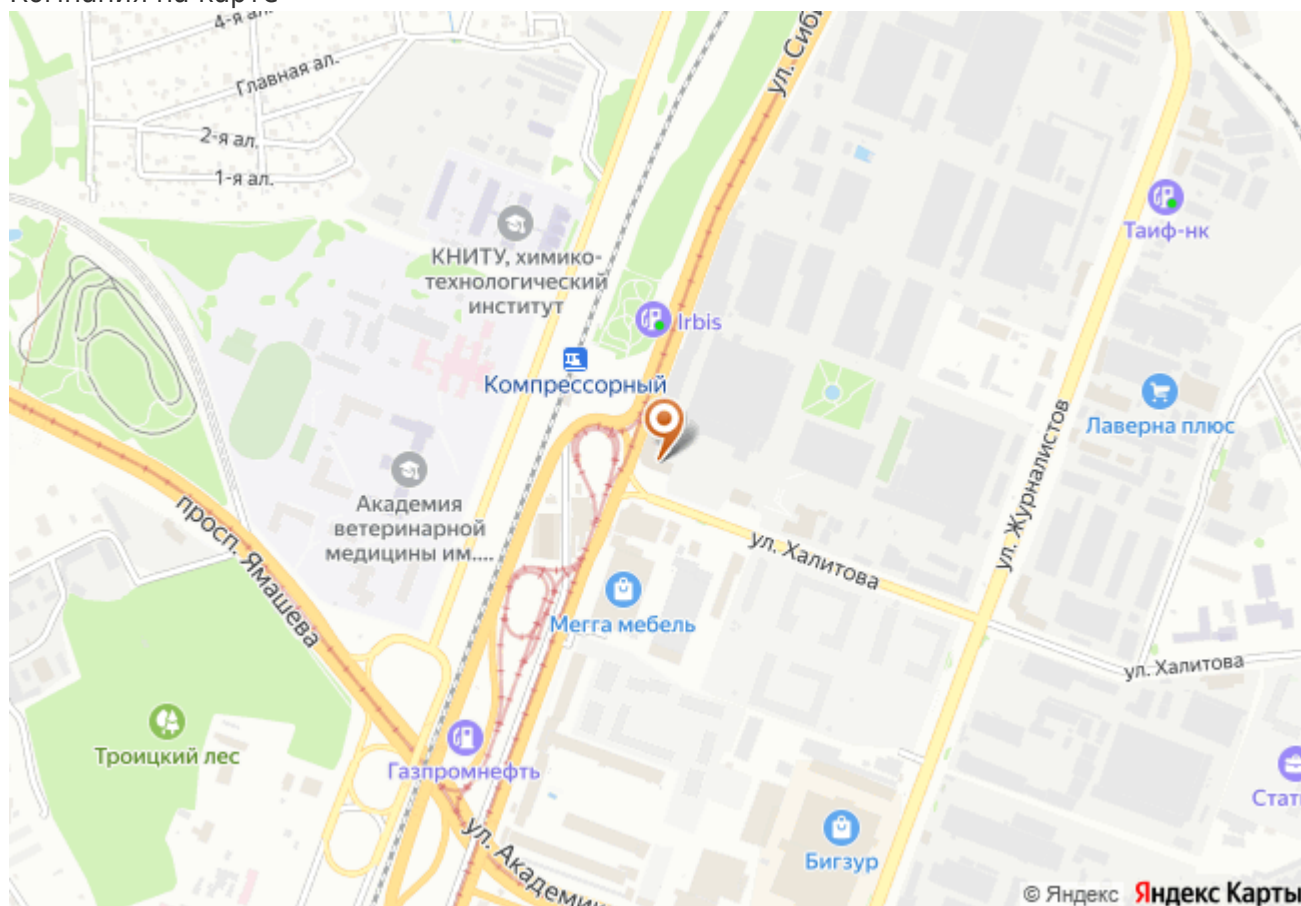 Компания на карте
4-я ал.
Главная ал.
2-я ал.
1-я ал.
ул. Сиби
Таиф-нк
КНИТУ, химико-
технологический
институт
Irbis
Компрессорный
Лаверна плюс
ул. Журналистов
Академия
ветеринарной
медицины им....
просп. Ямашева
ул. Халитова
Мегга мебель
ул. Халитова
Троицкий лес
Газпромнефть
Стат
ул. Академик
Бигзур
© Яндекс Яндекс Карты